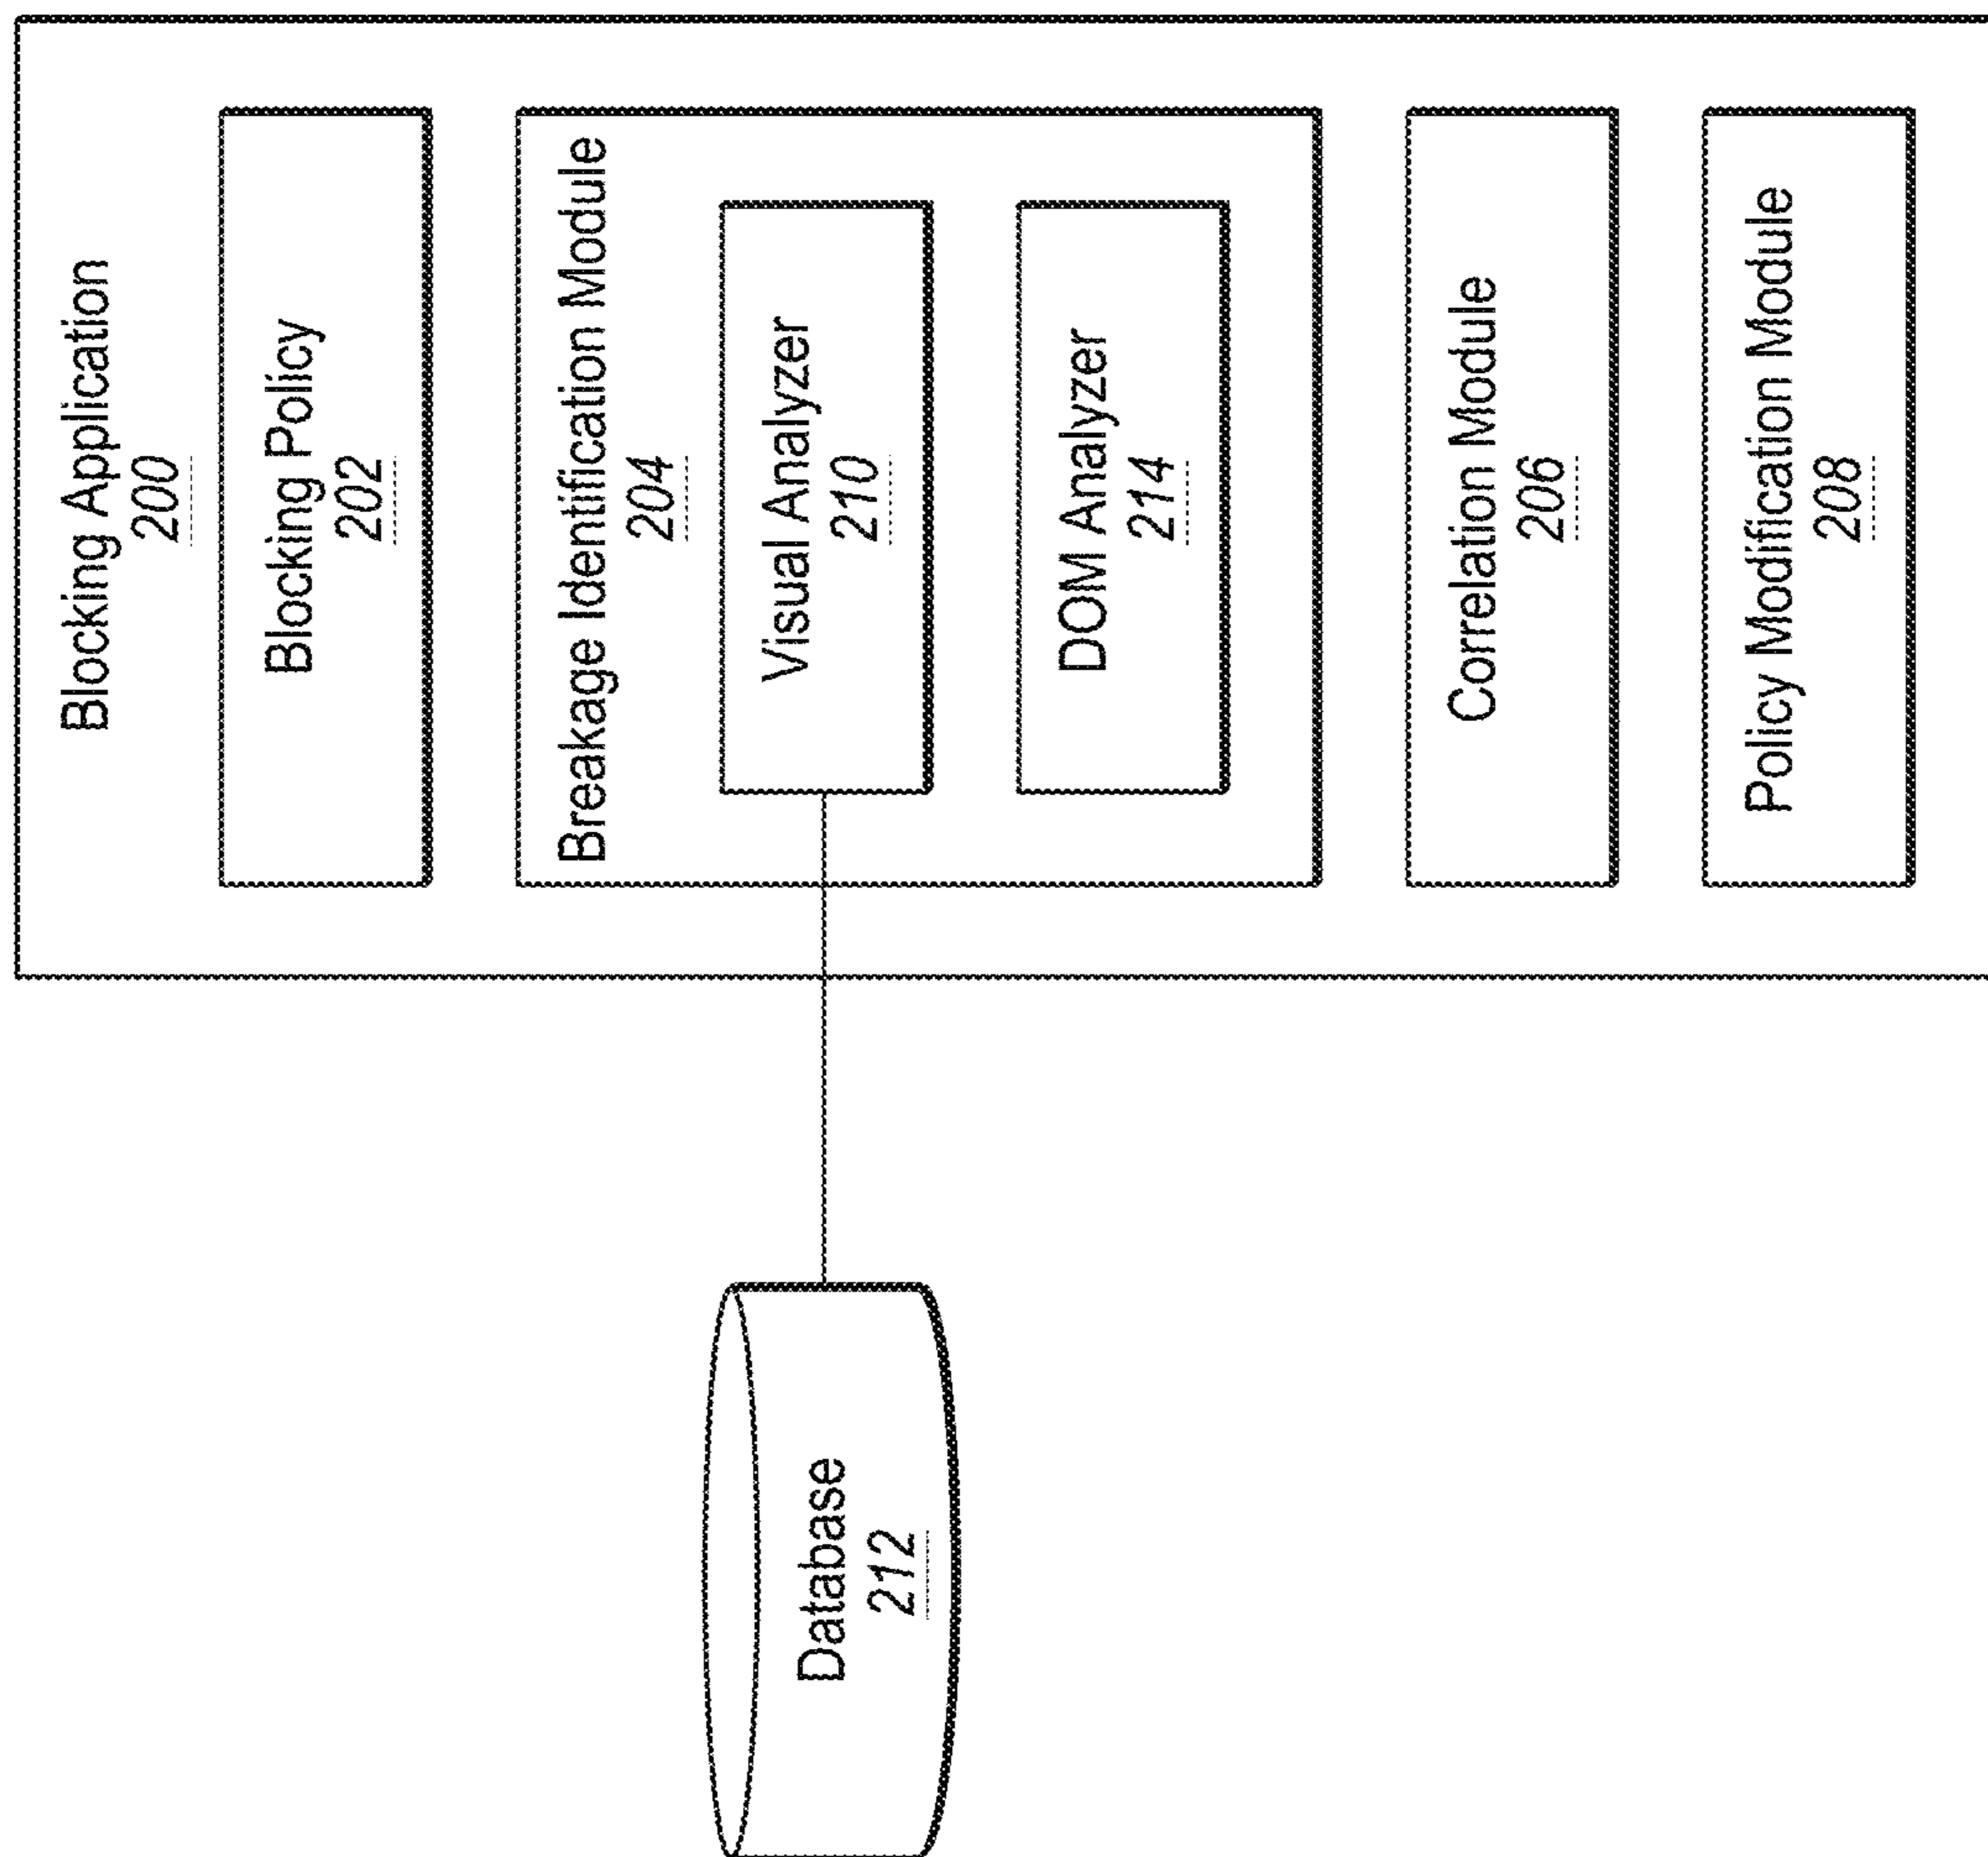 Blocking Application
200
Blocking Policy
202
Breakage Identification Module
204
Visual Analyzer
210
DOM Analyzer
214
Correlation Module
206
Policy Modification Module
208
Database
212